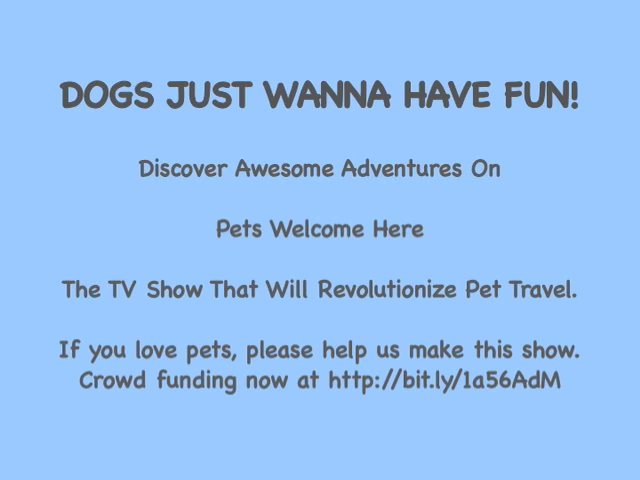 DOGS JUST WANNA HAVE FUN!
Discover Awesome Adventures On
Pets Welcome Here
The TV Show That Will Revolutionize Pet Travel.
If you love pets, please help us make this show.
Crowd funding now at http://bit.ly/1a56AdM